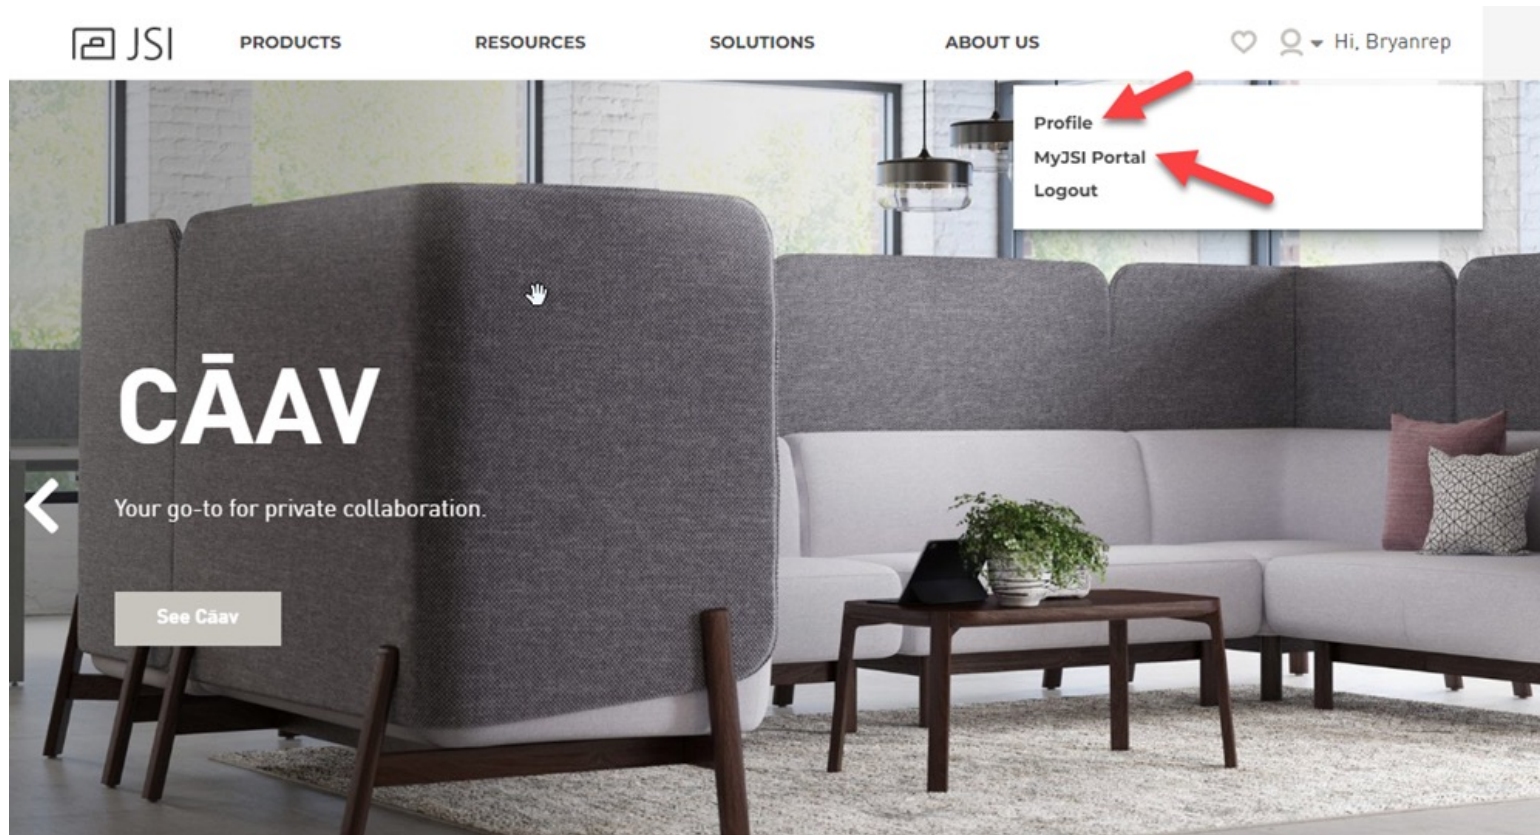 JSI
PRODUCTS
RESOURCES
SOLUTIONS
ABOUT US
Hi, Bryanrep
Profile
MyJSI Portal
Logout
CĀAV
Your go-to for private collaboration.
See Cāav